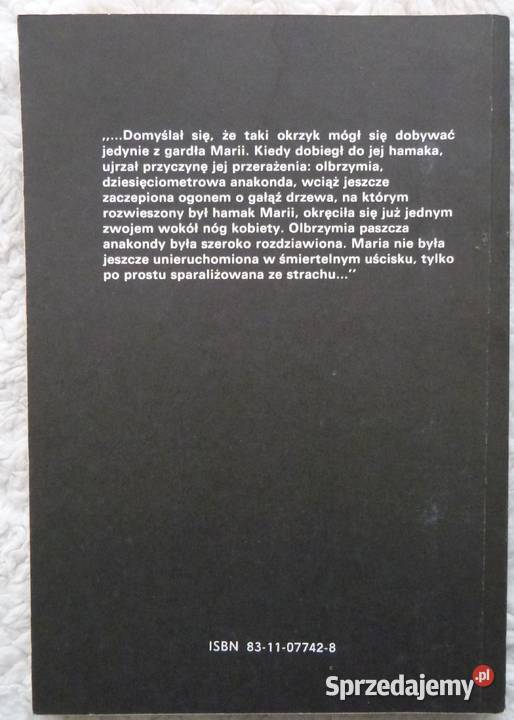 „...Domyślał się, że taki okrzyk mógł się dobywać
jedynie z gardła Marii. Kiedy dobiegł do jej hamaka,
ujrzał przyczynę jej przerażenia: olbrzymia,
dziesięciometrowa anakonda, wciąż jeszcze
zaczepiona ogonem o gałąź drzewa, na którym
rozwieszony był hamak Marii, okręciła się już jednym
zwojem wokół nóg kobiety. Olbrzymia paszcza
anakondy była szeroko rozdziawiona. Maria nie była
jeszcze unieruchomiona w śmiertelnym uścisku, tylko
po prostu sparaliżowana ze strachu...”
ISBN 83-11-07742-8
Sprzedajemy.pl